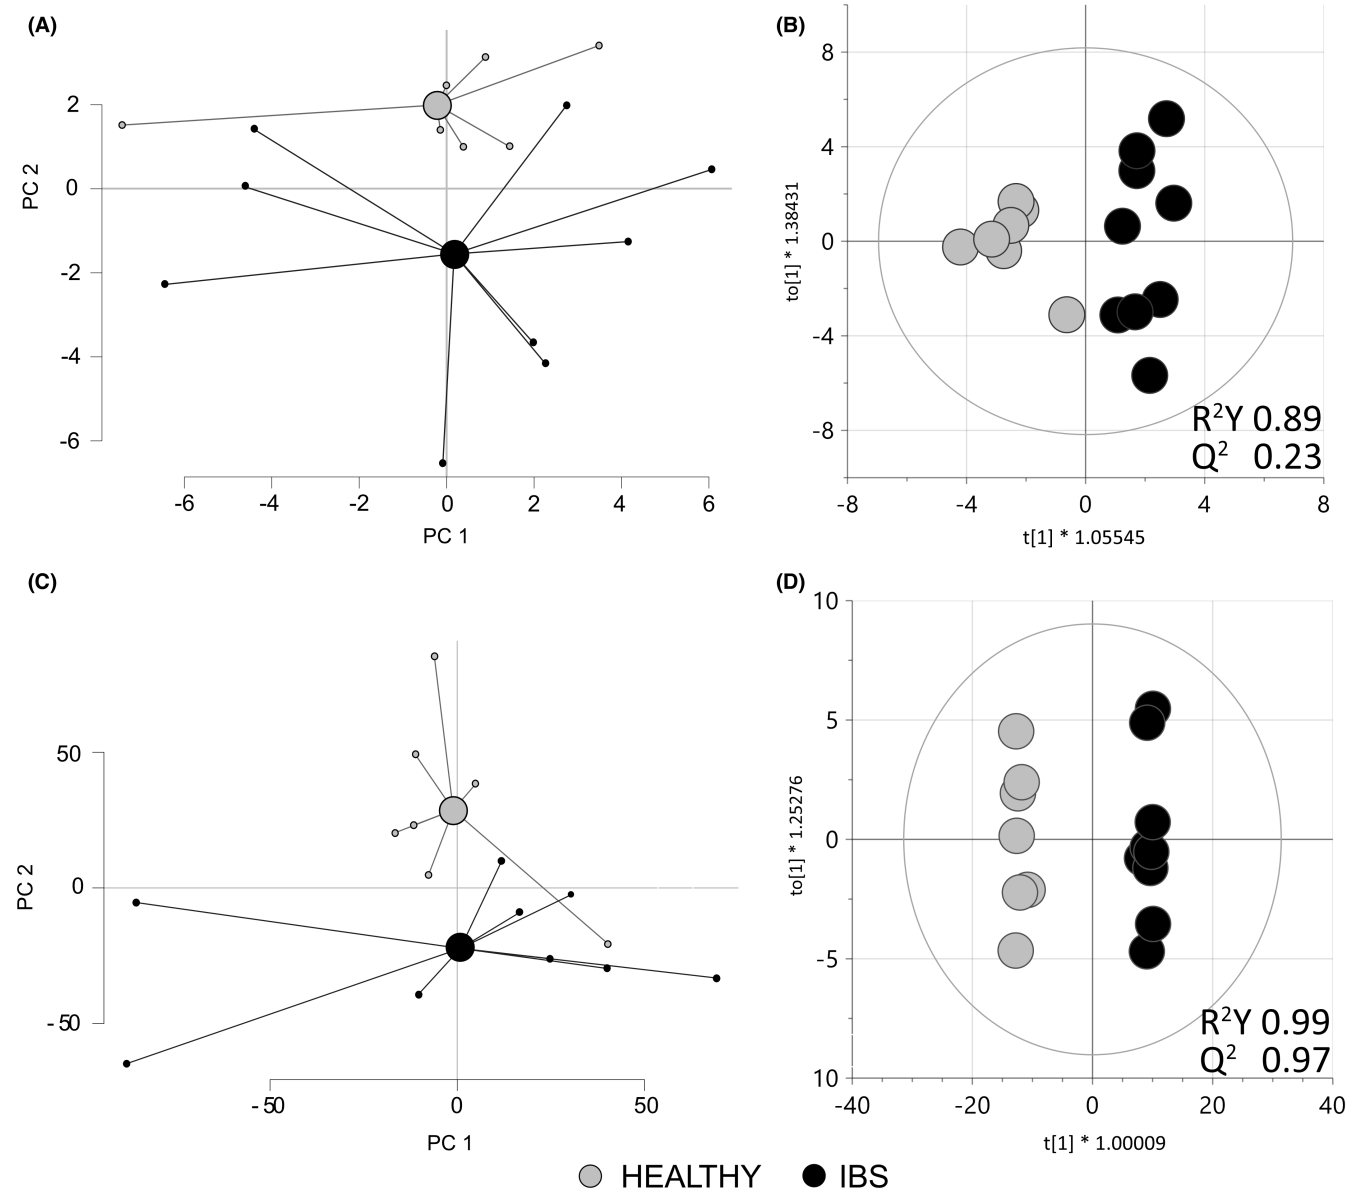 (A)
2
0
-2
-4
-6
PC 2
-6
-4
-2
0
2
4
6
PC 1
(B)
8
4
0
-4
-8
to[1] * 1.38431
R²Y 0.89
Q² 0.23
-8
-4
0
4
8
t[1] * 1.05545
(C)
50
0
-50
PC 2
-50
0
50
PC 1
(D)
10
5
0
-5
10
to[1] * 1.25276
R²Y 0.99
Q² 0.97
-40
-20
0
20
40
t[1] * 1.00009
HEALTHY
IBS